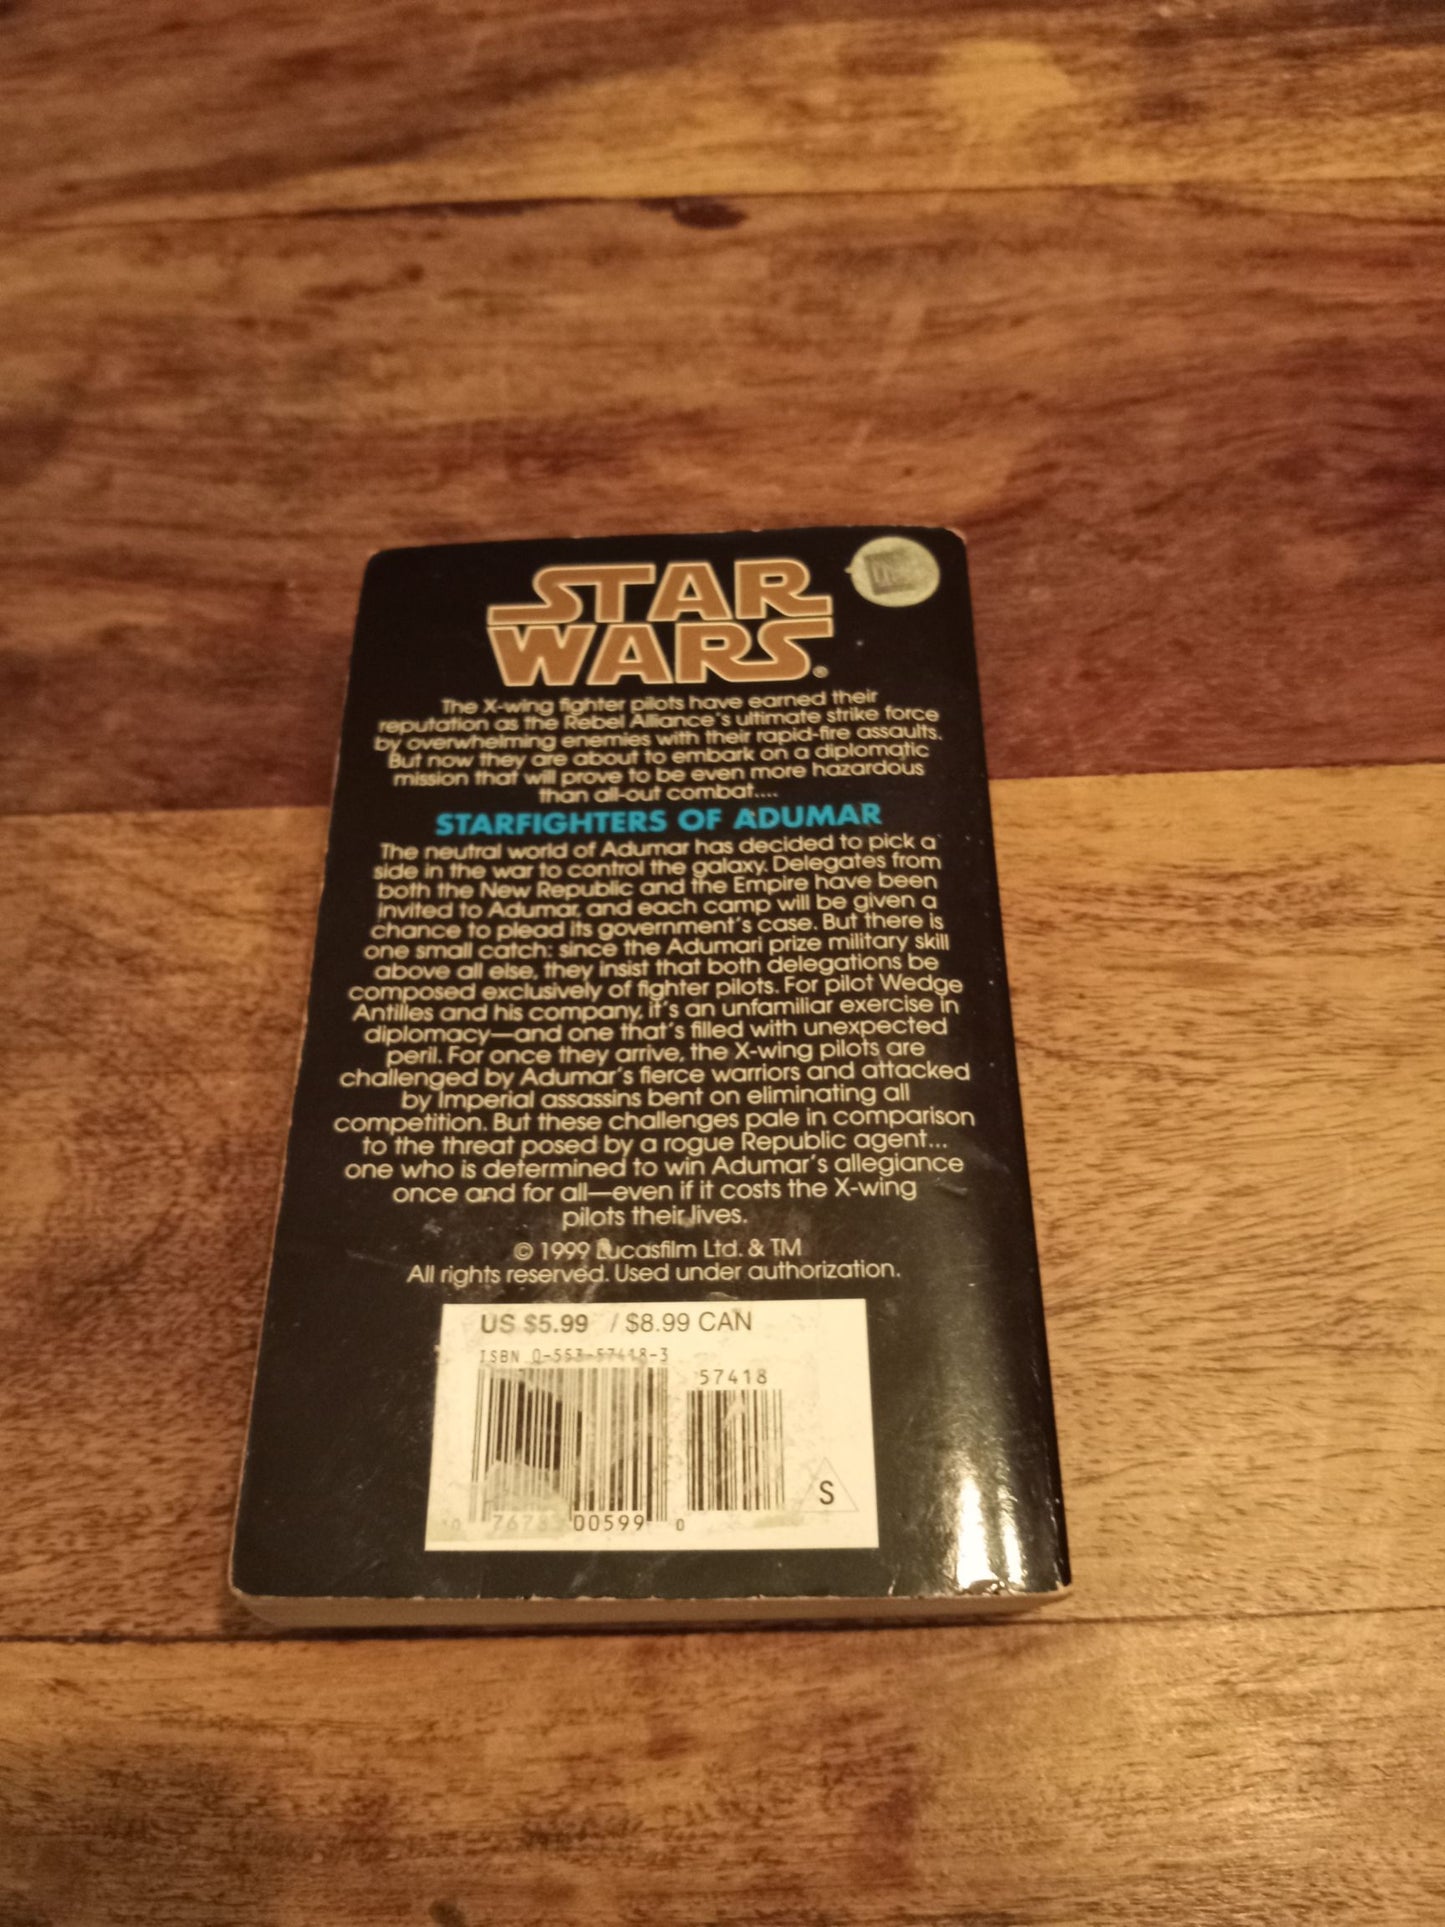 STAR
WARS®
The X-wing fighter pilots have earned their
reputation as the Rebel Alliance's ultimate strike force
by overwhelming enemies with their rapid-fire assaults.
But now they are about to embark on a diplomatic
mission that will prove to be even more hazardous
than all-out combat....
STARFIGHTERS OF ADUMAR
The neutral world of Adumar has decided to pick a
side in the war to control the galaxy. Delegates from
both the New Republic and the Empire have been
invited to Adumar, and each camp will be given a
chance to plead its government's case. But there is
one small catch: since the Adumari prize military skill
above all else, they insist that both delegations be
composed exclusively of fighter pilots. For pilot Wedge
Antilles and his company, it's an unfamiliar exercise in
diplomacy—and one that's filled with unexpected
peril. For once they arrive, the X-wing pilots are
challenged by Adumar's fierce warriors and attacked
by Imperial assassins bent on eliminating all
competition. But these challenges pale in comparison
to the threat posed by a rogue Republic agent...
one who is determined to win Adumar's allegiance
once and for all—even if it costs the X-wing
pilots their lives.
© 1999 Lucasfilm Ltd. & TM
All rights reserved. Used under authorization.
US $5.99 / $8.99 CAN
ISBN 0-553-57418-3
57418
S
00599 0